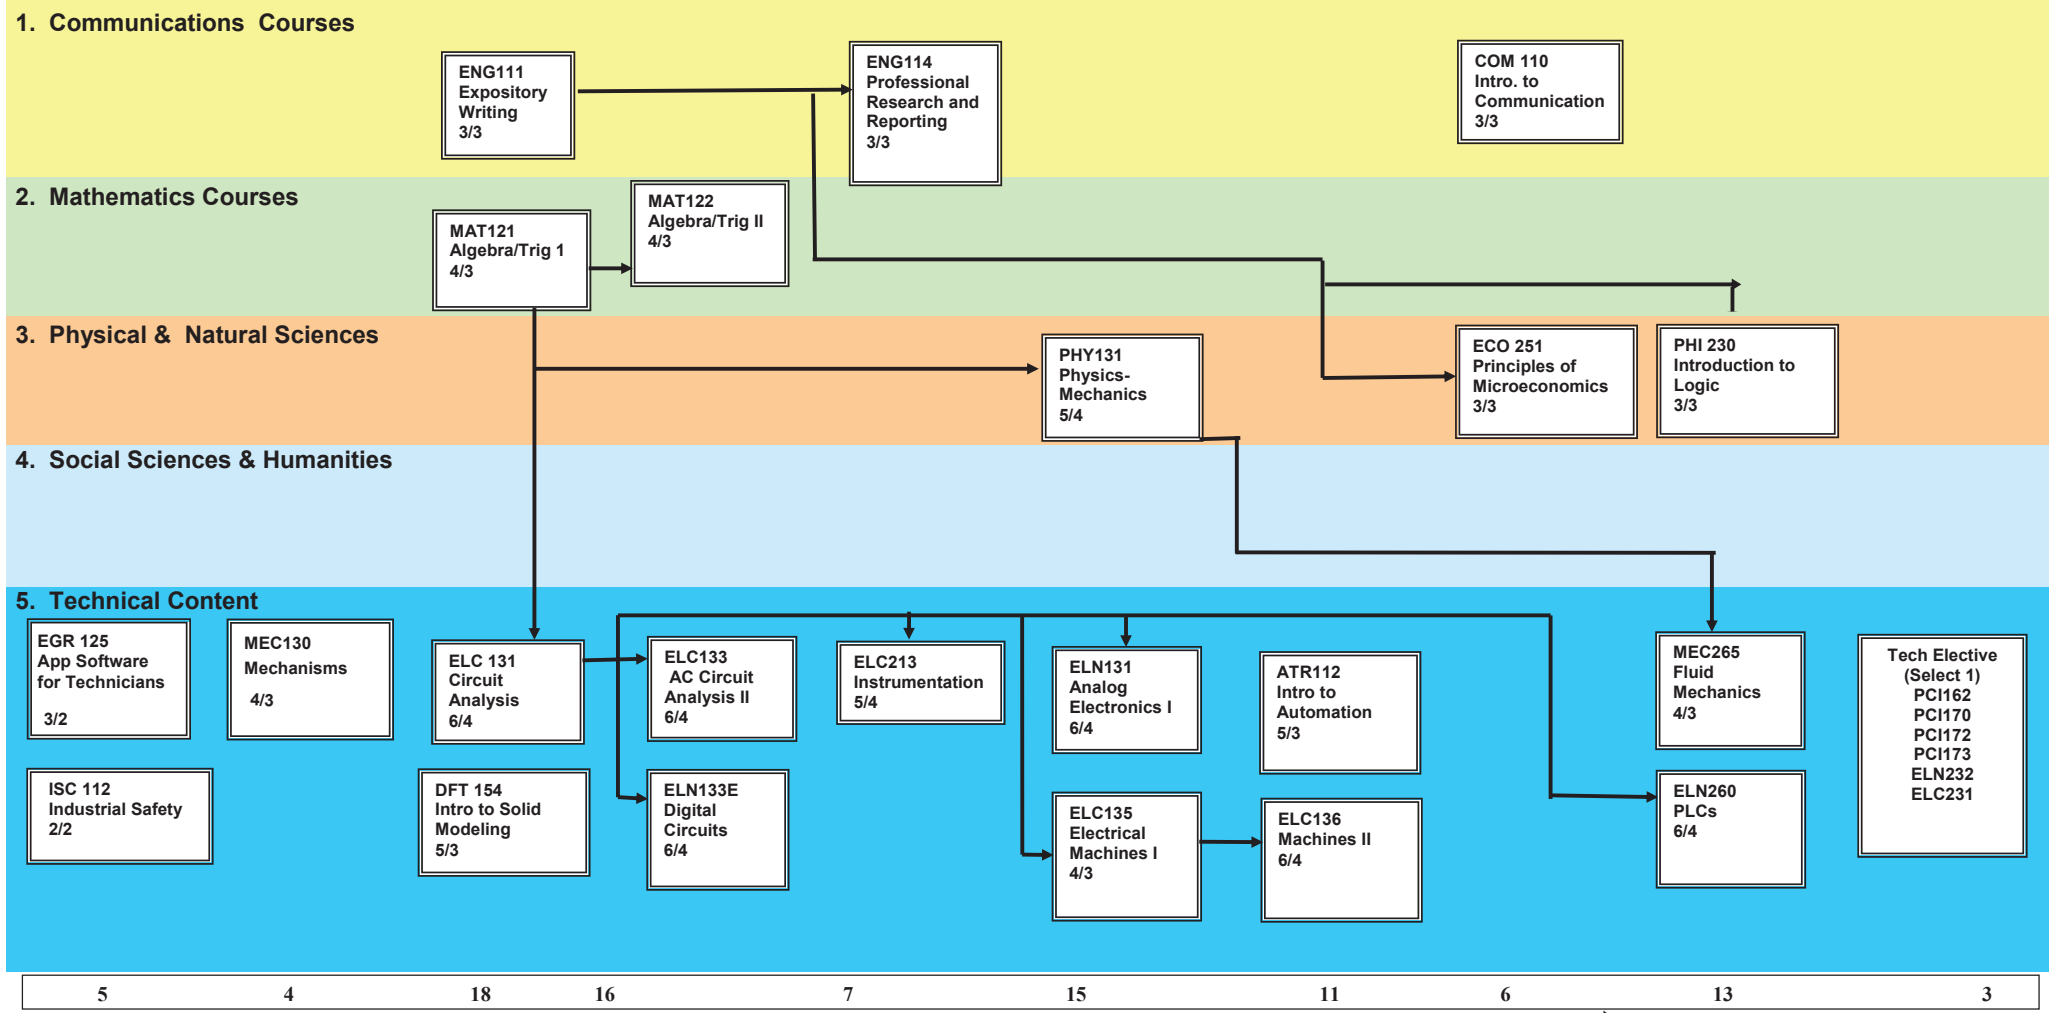 1. Communications Courses
ENG111
Expository
Writing
3/3
ENG114
Professional
Research and
Reporting
3/3
COM 110
Intro. to
Communication
3/3
2. Mathematics Courses
MAT121
Algebra/Trig 1
4/3
MAT122
Algebra/Trig II
4/3
3. Physical & Natural Sciences
PHY131
Physics-
Mechanics
5/4
ECO 251
Principles of
Microeconomics
3/3
PHI 230
Introduction to
Logic
3/3
4. Social Sciences & Humanities
5. Technical Content
EGR 125
App Software
for Technicians
3/2
MEC130
Mechanisms
4/3
ELC 131
Circuit
Analysis
6/4
ELC133
AC Circuit
Analysis II
6/4
ELC213
Instrumentation
5/4
ELN131
Analog
Electronics I
6/4
ATR112
Intro to
Automation
5/3
MEC265
Fluid
Mechanics
4/3
Tech Elective
(Select 1)
PCI162
PCI170
PCI172
PCI173
ELN232
ELC231
ISC 112
Industrial Safety
2/2
DFT 154
Intro to Solid
Modeling
5/3
ELN133E
Digital
Circuits
6/4
ELC135
Electrical
Machines I
4/3
ELC136
Machines II
6/4
ELN260
PLCs
6/4
5 4 18 16 7 15 11 6 13 3